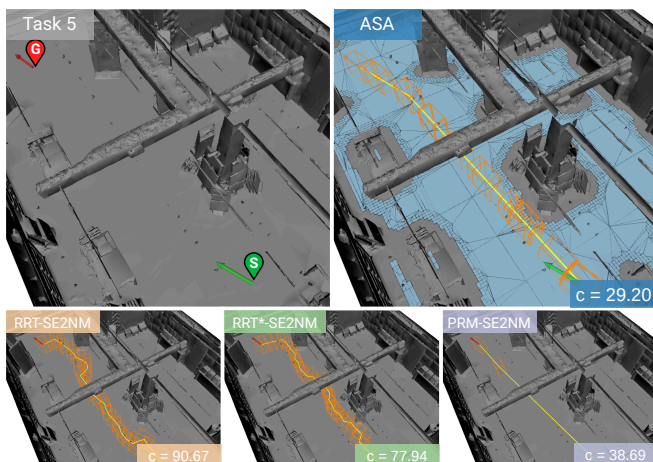 Task 5
G
S
ASA
c = 29.20
RRT-SE2NM
c = 90.67
RRT*-SE2NM
c = 77.94
PRM-SE2NM
c = 38.69